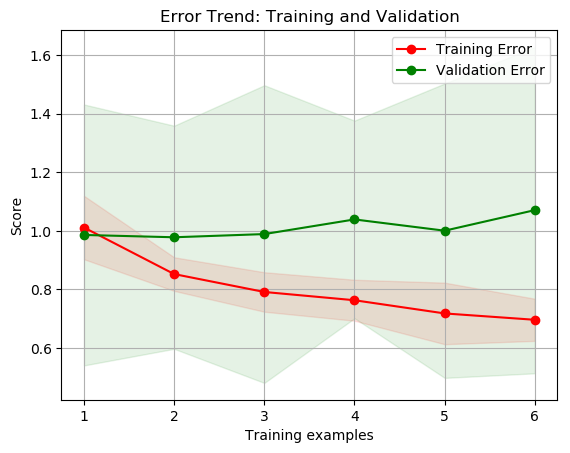 Error Trend: Training and Validation
Training Error
Validation Error
Score
1.6
1.4
1.2
1.0
0.8
0.6
1 2 3 4 5 6
Training examples